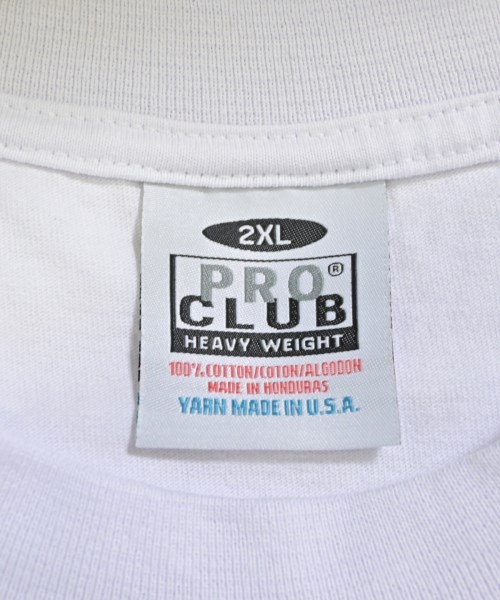 2XL
PRO®
CLUB
HEAVY WEIGHT
100% COTTON/COTON/ALGODON
MADE IN HONDURAS
YARN MADE IN U.S.A.